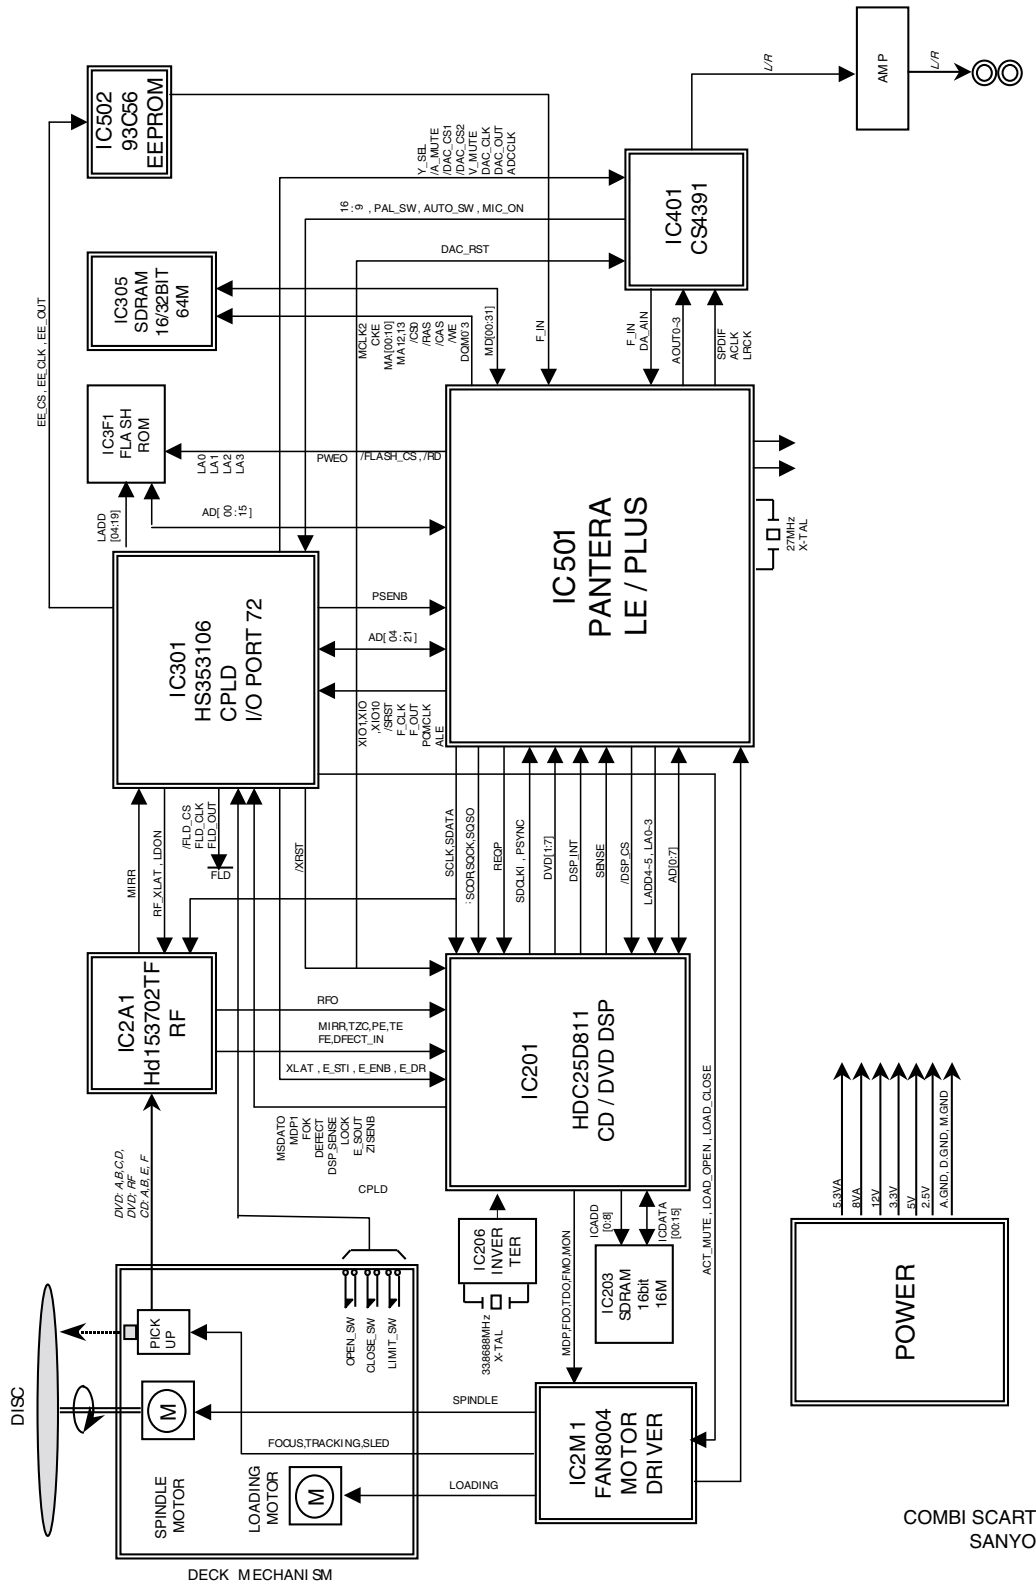 L/R
AMP
L/R
IC502
93C56
EEPROM
Y_SEL
/A_MUTE
/DAC_CS1
/DAC_CS2
V_MUTE
DAC_CLK
DAC_OUT
ADCCLK
16:9 , PAL_SW, AUTO_SW , MIC_ON
DAC_RST
IC401
CS4391
IC305
SDRAM
16/32BIT
64M
MCLK2
CKE
MA[00:10]
MA12,13
/CS0
/RAS
/CAS
/WE
DQM0'3
MD[00:31]
F_IN
F_IN
DA_AIN
AOUT0~3
SPDIF
ACLK
LRCK
EE_CS , EE_CLK , EE_OUT
IC3F1
FLASH
ROM
LA0
LA1
LA2
LA3
PWEO
/FLASH_CS , /RD
LADD
[04:19]
AD[ 00 : 15 ]
IC501
PANTERA
LE / PLUS
27MHz
X-TAL
IC301
HS353106
CPLD
I/O PORT 72
PSENB
AD[ 04 : 21 ]
XIO1,XIO
,XIO10
/SRST
F_CLK
F_OUT
PCMCLK
ALE
MIRR
RF_XLAT , LDON
/FLD_CS
FLD_CLK
FLD_OUT
FLD
/XRST
SCLK,SDATA
:SCOR,SQCK,SQSO
REQP
SDCLKI , PSYNC
DVD[1:7]
DSP_INT
SENSE
/DSP_CS
LADD4~5 , LA0~3
AD[0:7]
IC2A1
Hd153702TF
RF
RFO
MIRR,TZC,PE,TE
FE,DFECT_IN
XLAT , E_STI , E_ENB , E_DR
IC201
HDC25D811
CD / DVD DSP
MSDATO
MDP1
FOK
DEFECT
DSP_SENSE
LOCK
E_SOUT
ZISENB
CPLD
DVD: A,B,C,D,
DVD: RF
CD: A,B, E, F
IC206
INVER
TER
33.8688MHz
X-TAL
ICADD
[0:8]
ICDATA
[00:15]
IC203
SDRAM
16bit
16M
MDP,FDO,TDO,FMO,MON
ACT_MUTE , LOAD_OPEN , LOAD_CLOSE
5.3VA
8VA
12V
3.3V
5V
2.5V
A.GND, D.GND, M.GND
POWER
DISC
PICK
UP
OPEN_SW
CLOSE_SW
LIMIT_SW
M
SPINDLE
MOTOR
LOADING
MOTOR
M
SPINDLE
FOCUS,TRACKING,SLED
LOADING
IC2M1
FAN8004
MOTOR
DRIVER
DECK MECHANISM
COMBI SCART
SANYO